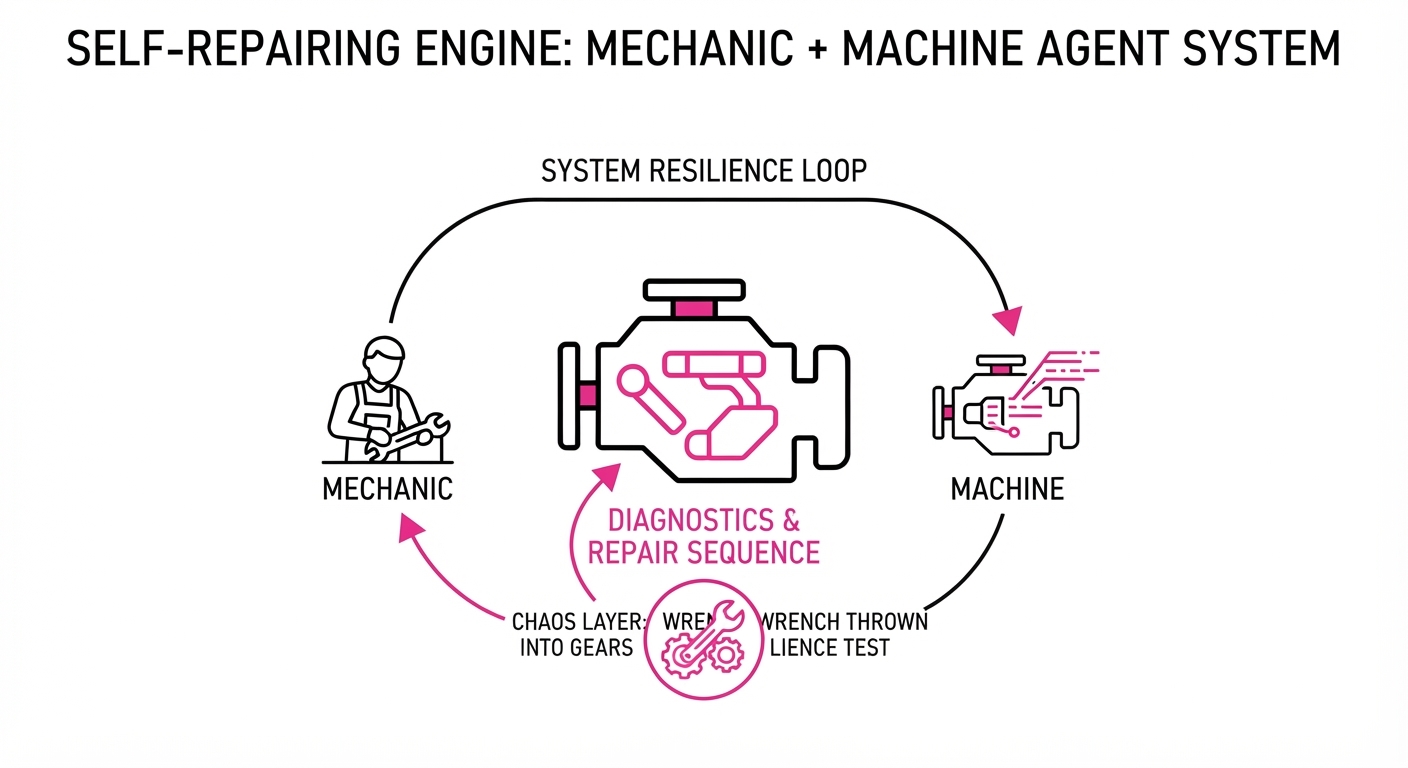 SELF-REPAIRING ENGINE: MECHANIC + MACHINE AGENT SYSTEM
SYSTEM RESILIENCE LOOP
MECHANIC
MACHINE
DIAGNOSTICS &
REPAIR SEQUENCE
CHAOS LAYER: WRENCH THROWN
INTO GEARS LIENCE TEST